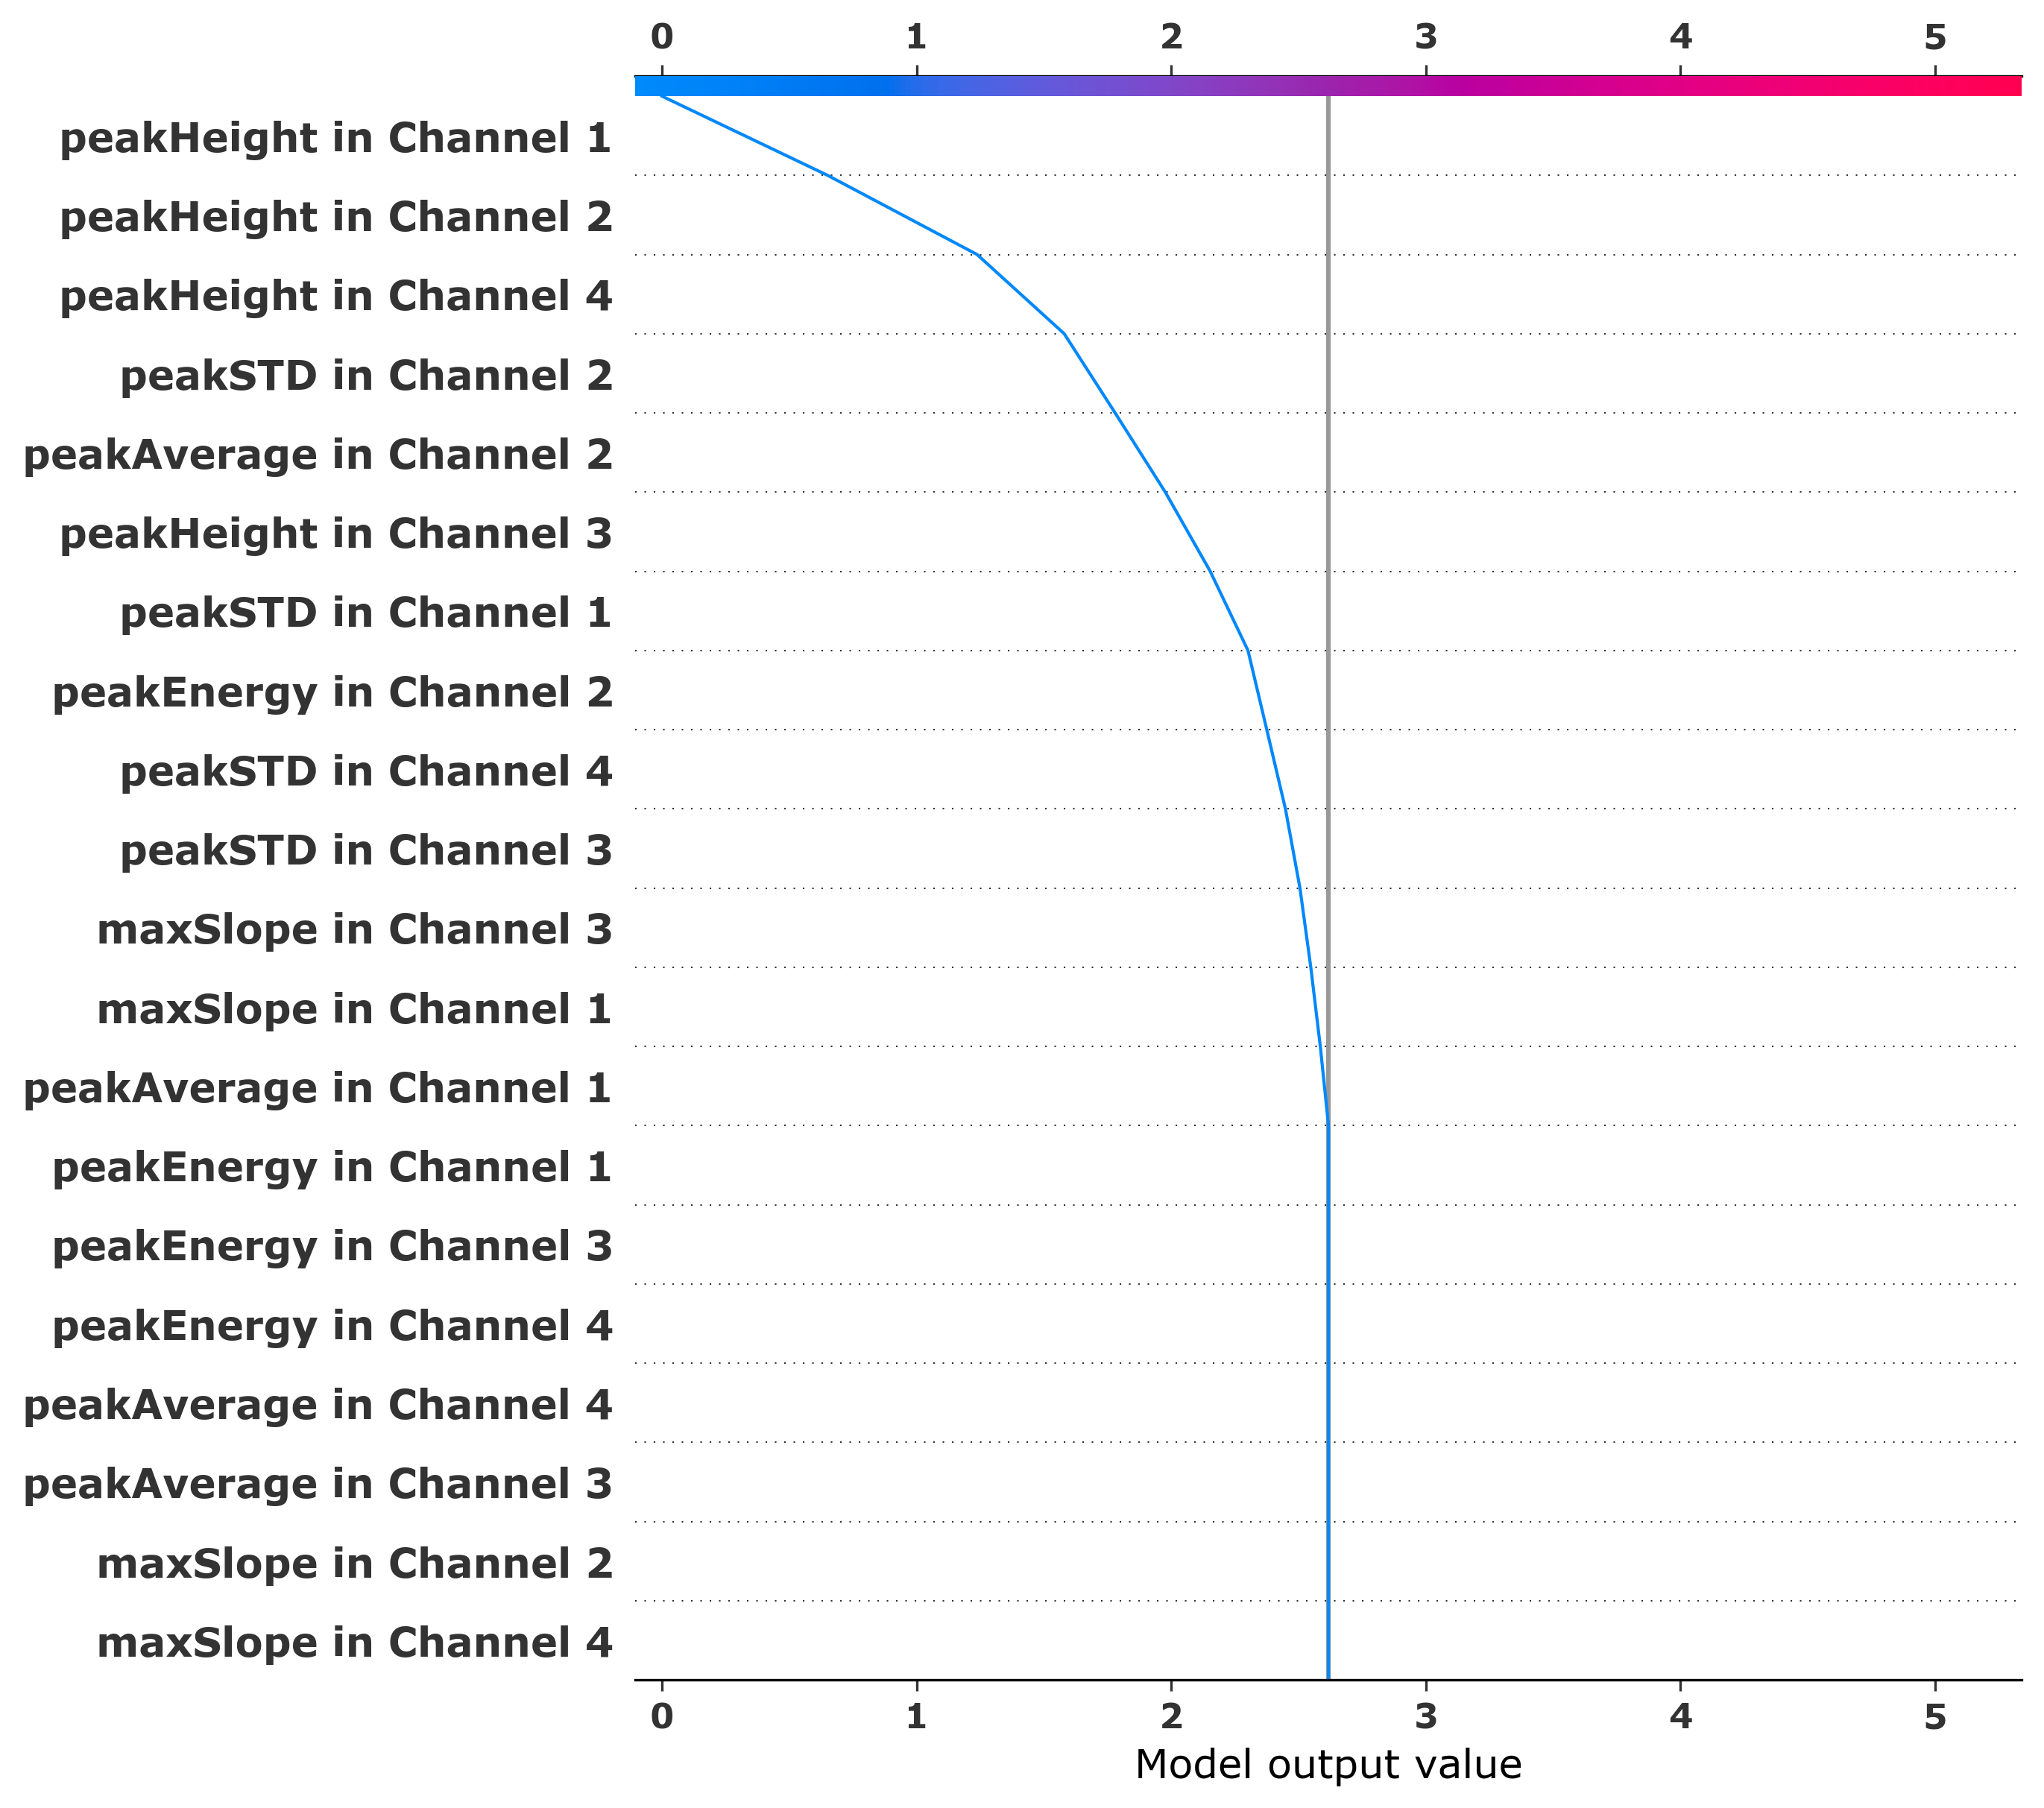 0 1 2 3 4 5
peakHeight in Channel 1
peakHeight in Channel 2
peakHeight in Channel 4
peakSTD in Channel 2
peakAverage in Channel 2
peakHeight in Channel 3
peakSTD in Channel 1
peakEnergy in Channel 2
peakSTD in Channel 4
peakSTD in Channel 3
maxSlope in Channel 3
maxSlope in Channel 1
peakAverage in Channel 1
peakEnergy in Channel 1
peakEnergy in Channel 3
peakEnergy in Channel 4
peakAverage in Channel 4
peakAverage in Channel 3
maxSlope in Channel 2
maxSlope in Channel 4
0 1 2 3 4 5
Model output value